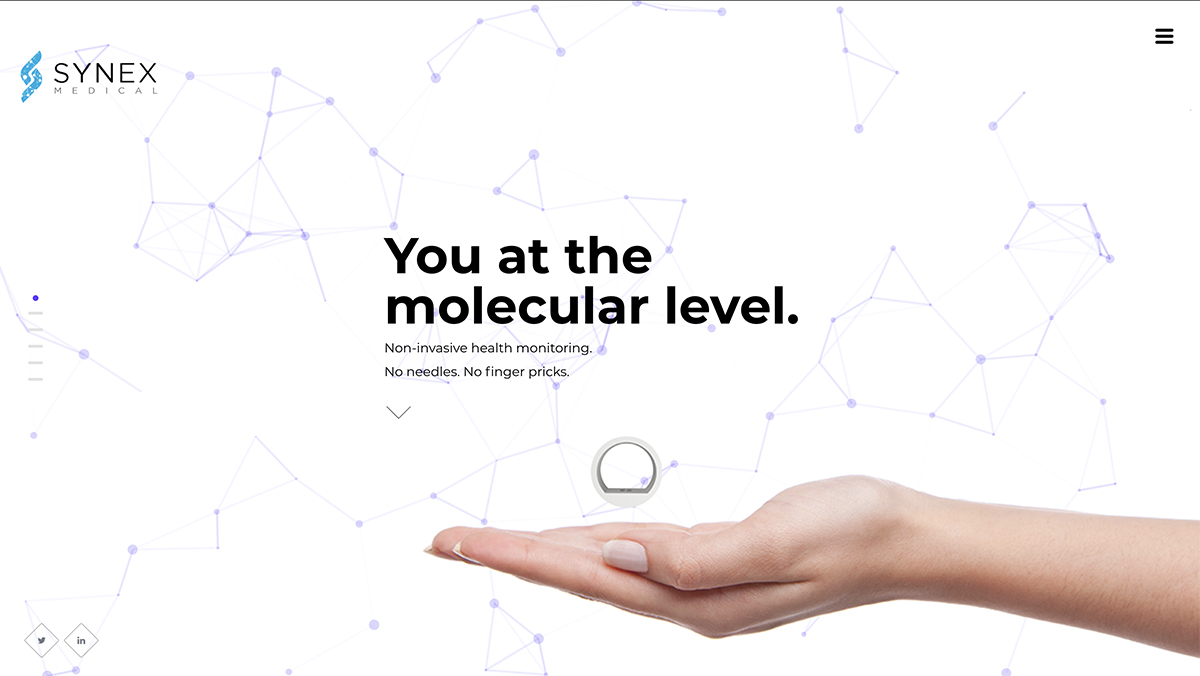 SYNEX
MEDICAL
You at the
molecular level.
Non-invasive health monitoring.
No needles. No finger pricks.
in